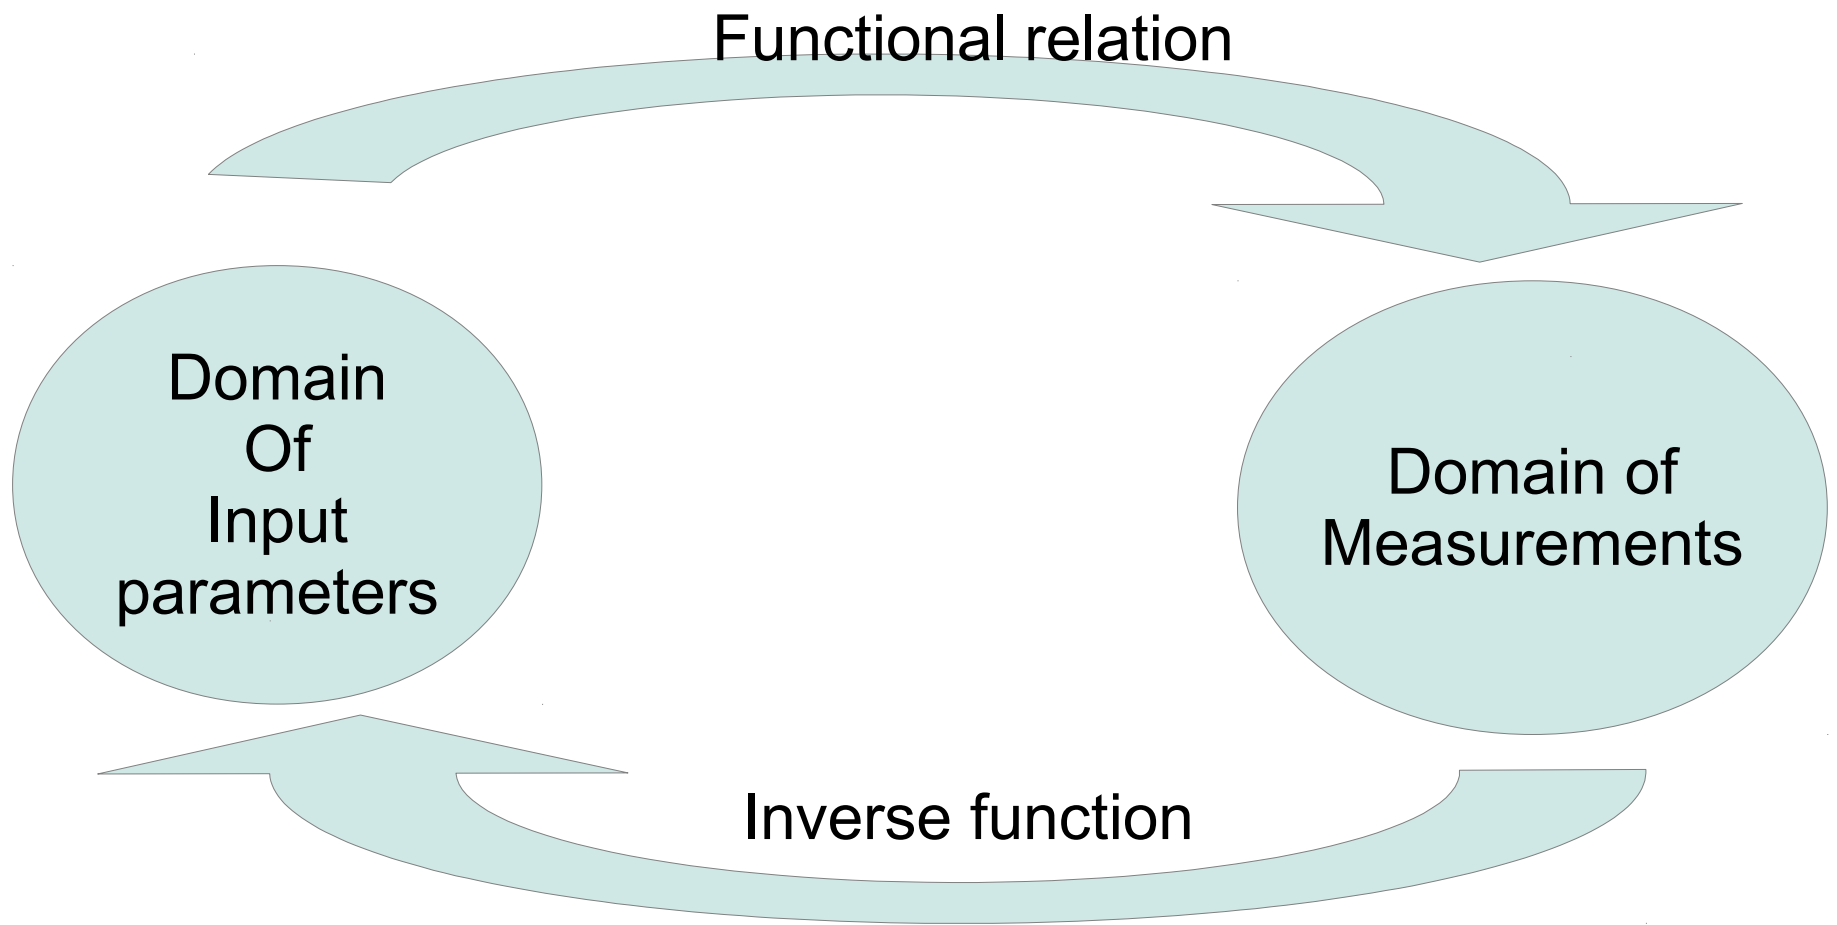 Functional relation
Domain
Of
Input
parameters
Domain of
Measurements
Inverse function